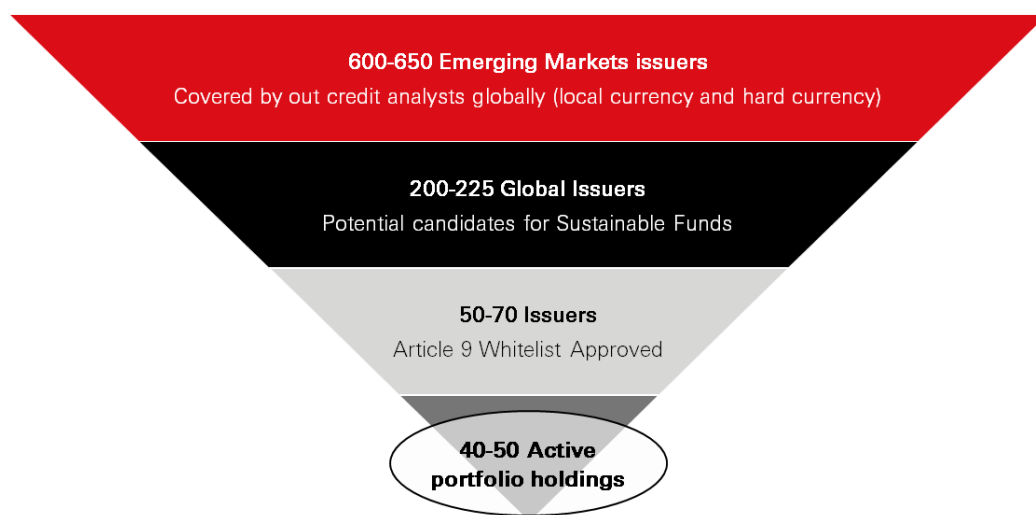 600-650 Emerging Markets issuers
Covered by out credit analysts globally (local currency and hard currency)
200-225 Global Issuers
Potential candidates for Sustainable Funds
50-70 Issuers
Article 9 Whitelist Approved
40-50 Active
portfolio holdings